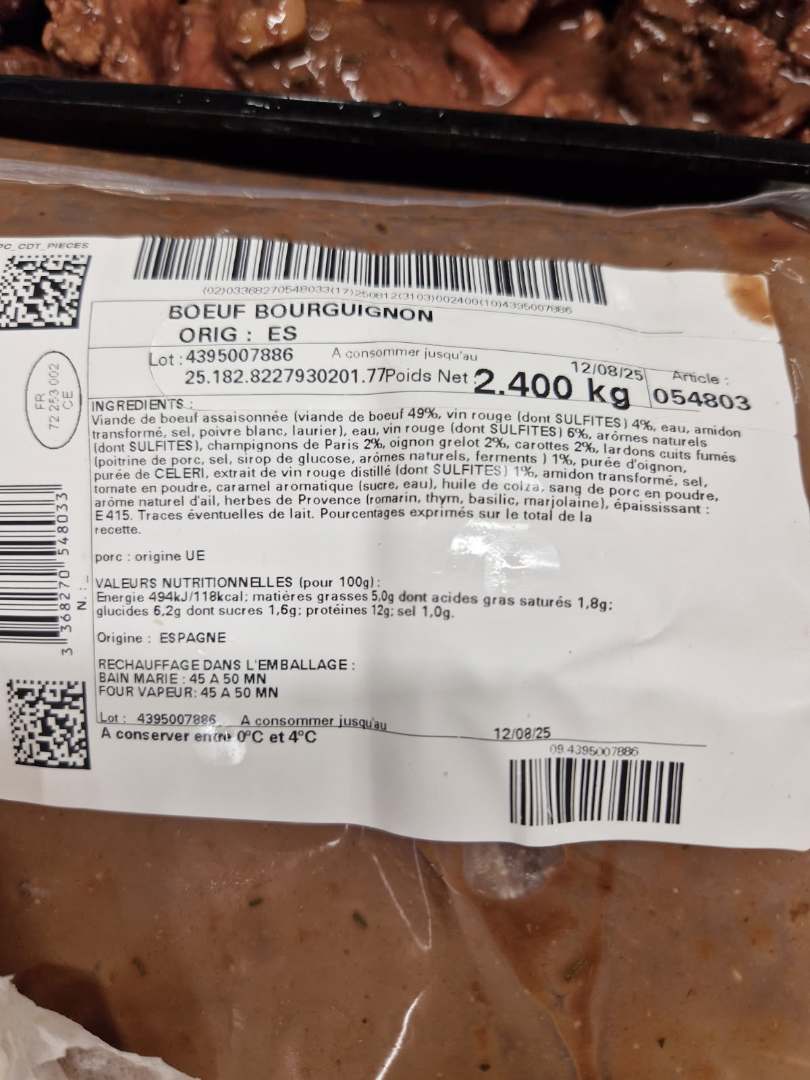 PC_CDT_PIECES
(02)03368270548033(17)250812(3103)002400(10)4395007886
BOEUF BOURGUIGNON
ORIG : ES
Lot : 4395007886 A consommer jusqu'au 12/08/25 Article :
25.182.8227930201.77 Poids Net : 2.400 kg 054803
FR
72 253 002
CE
INGREDIENTS :
Viande de boeuf assaisonnée (viande de boeuf 49%, vin rouge (dont SULFITES) 4%, eau, amidon
transformé, sel, poivre blanc, laurier), eau, vin rouge (dont SULFITES) 6%, arômes naturels
(dont SULFITES), champignons de Paris 2%, oignon grelot 2%, carottes 2%, lardons cuits fumés
(poitrine de porc, sel, sirop de glucose, arômes naturels, ferments ) 1%, purée d'oignon,
purée de CELERI, extrait de vin rouge distillé (dont SULFITES) 1%, amidon transformé, sel,
tomate en poudre, caramel aromatique (sucre, eau), huile de colza, sang de porc en poudre,
arôme naturel d'ail, herbes de Provence (romarin, thym, basilic, marjolaine), épaississant :
E415. Traces éventuelles de lait. Pourcentages exprimés sur le total de la
recette.
porc : origine UE
VALEURS NUTRITIONNELLES (pour 100g) :
Energie 494kJ/118kcal; matières grasses 5,0g dont acides gras saturés 1,8g;
glucides 6,2g dont sucres 1,6g; protéines 12g; sel 1,0g.
Origine : ESPAGNE
RECHAUFFAGE DANS L'EMBALLAGE :
BAIN MARIE : 45 A 50 MN
FOUR VAPEUR: 45 A 50 MN
Lot : 4395007886 A consommer jusqu'au 12/08/25
A conserver entre 0°C et 4°C
09 4395007886
3 368270 548033
N. : _